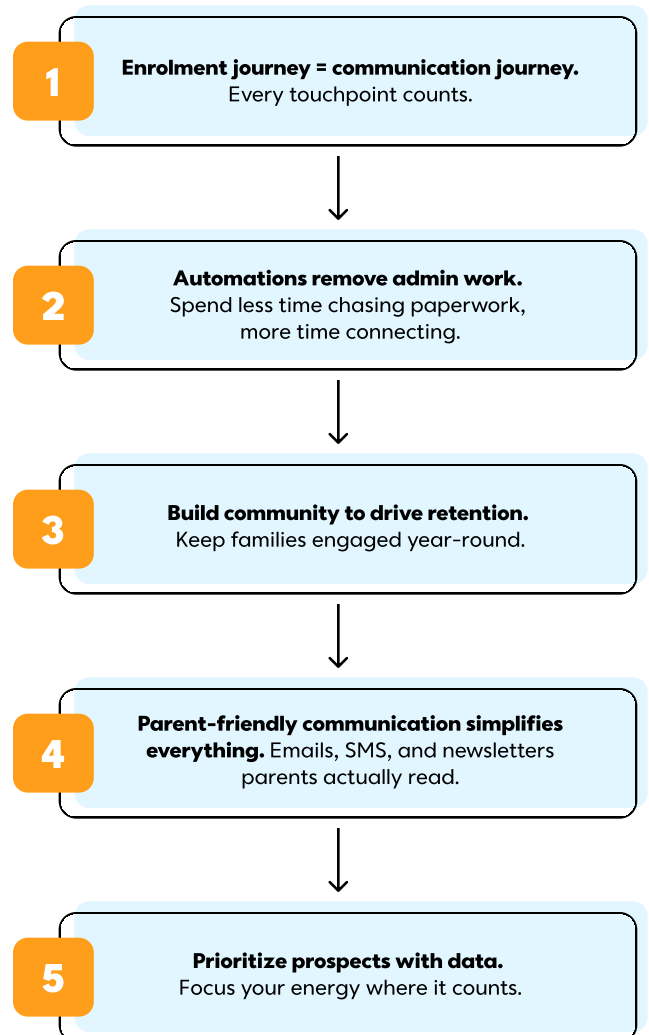 1
Enrolment journey = communication journey.
Every touchpoint counts.
2
Automations remove admin work.
Spend less time chasing paperwork,
more time connecting.
3
Build community to drive retention.
Keep families engaged year-round.
4
Parent-friendly communication simplifies
everything. Emails, SMS, and newsletters
parents actually read.
5
Prioritize prospects with data.
Focus your energy where it counts.